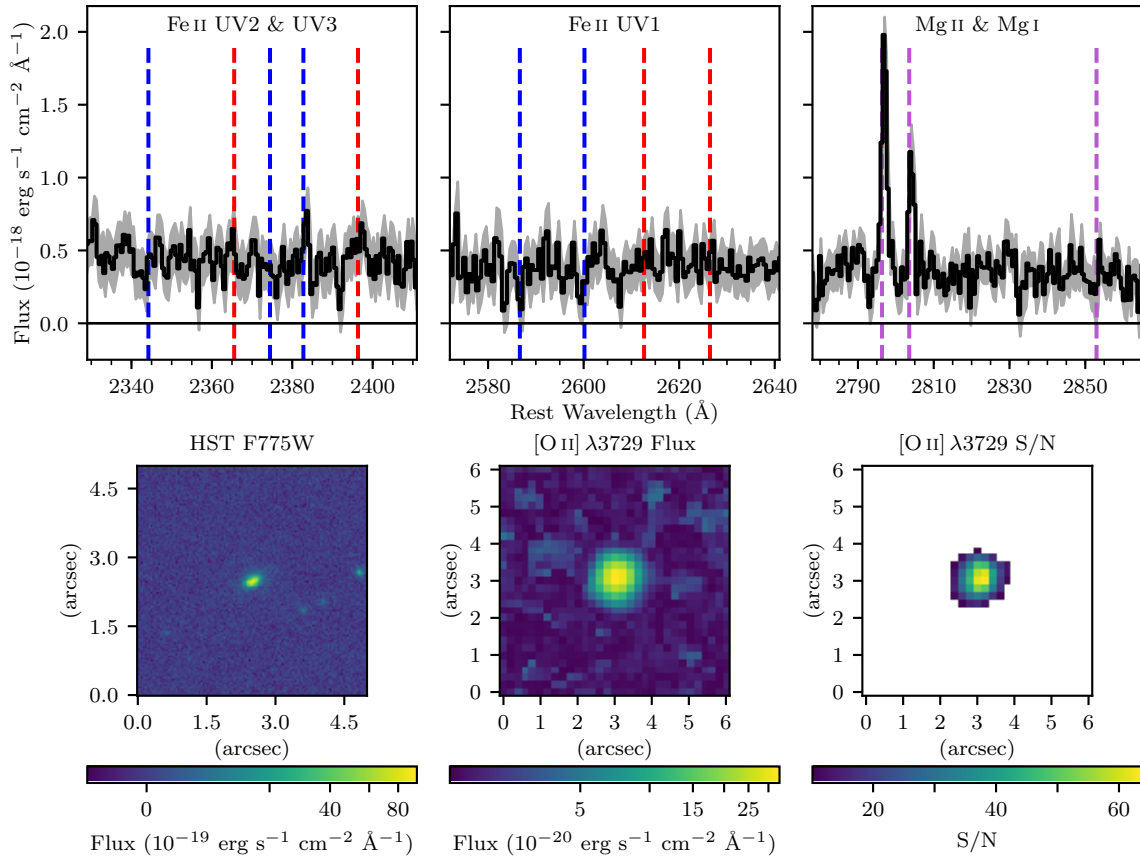 Fe II UV2 & UV3 Fe II UV1 Mg II & Mg I
Flux (10⁻¹⁸ erg s⁻¹ cm⁻² Å⁻¹)
2.0
1.5
1.0
0.5
0.0
2340 2360 2380 2400 2580 2600 2620 2640 2790 2810 2830 2850
Rest Wavelength (Å)
HST F775W [O II] λ3729 Flux [O II] λ3729 S/N
(arcsec)
4.5
3.0
1.5
0.0
0.0 1.5 3.0 4.5
(arcsec)
(arcsec)
6
5
4
3
2
1
0
0 1 2 3 4 5 6
(arcsec)
(arcsec)
6
5
4
3
2
1
0
0 1 2 3 4 5 6
(arcsec)
0 40 80 5 15 25 20 40 60
Flux (10⁻¹⁹ erg s⁻¹ cm⁻² Å⁻¹) Flux (10⁻²⁰ erg s⁻¹ cm⁻² Å⁻¹) S/N